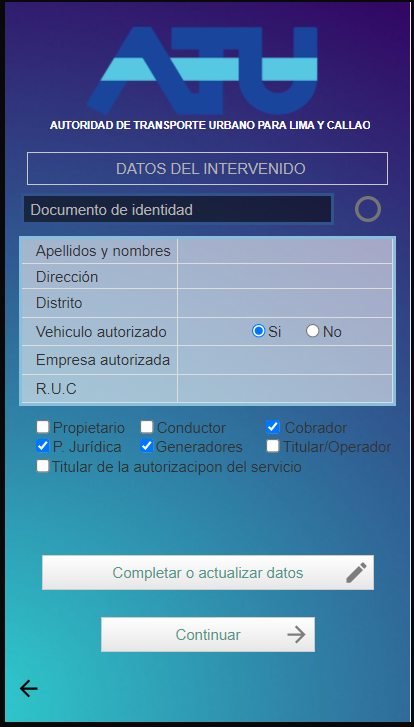 ATU
AUTORIDAD DE TRANSPORTE URBANO PARA LIMA Y CALLAO
DATOS DEL INTERVENIDO
Documento de identidad
Apellidos y nombres
Dirección
Distrito
Vehiculo autorizado Si No
Empresa autorizada
R.U.C
Propietario Conductor Cobrador
P. Jurídica Generadores Titular/Operador
Titular de la autorizacipon del servicio
Completar o actualizar datos
Continuar